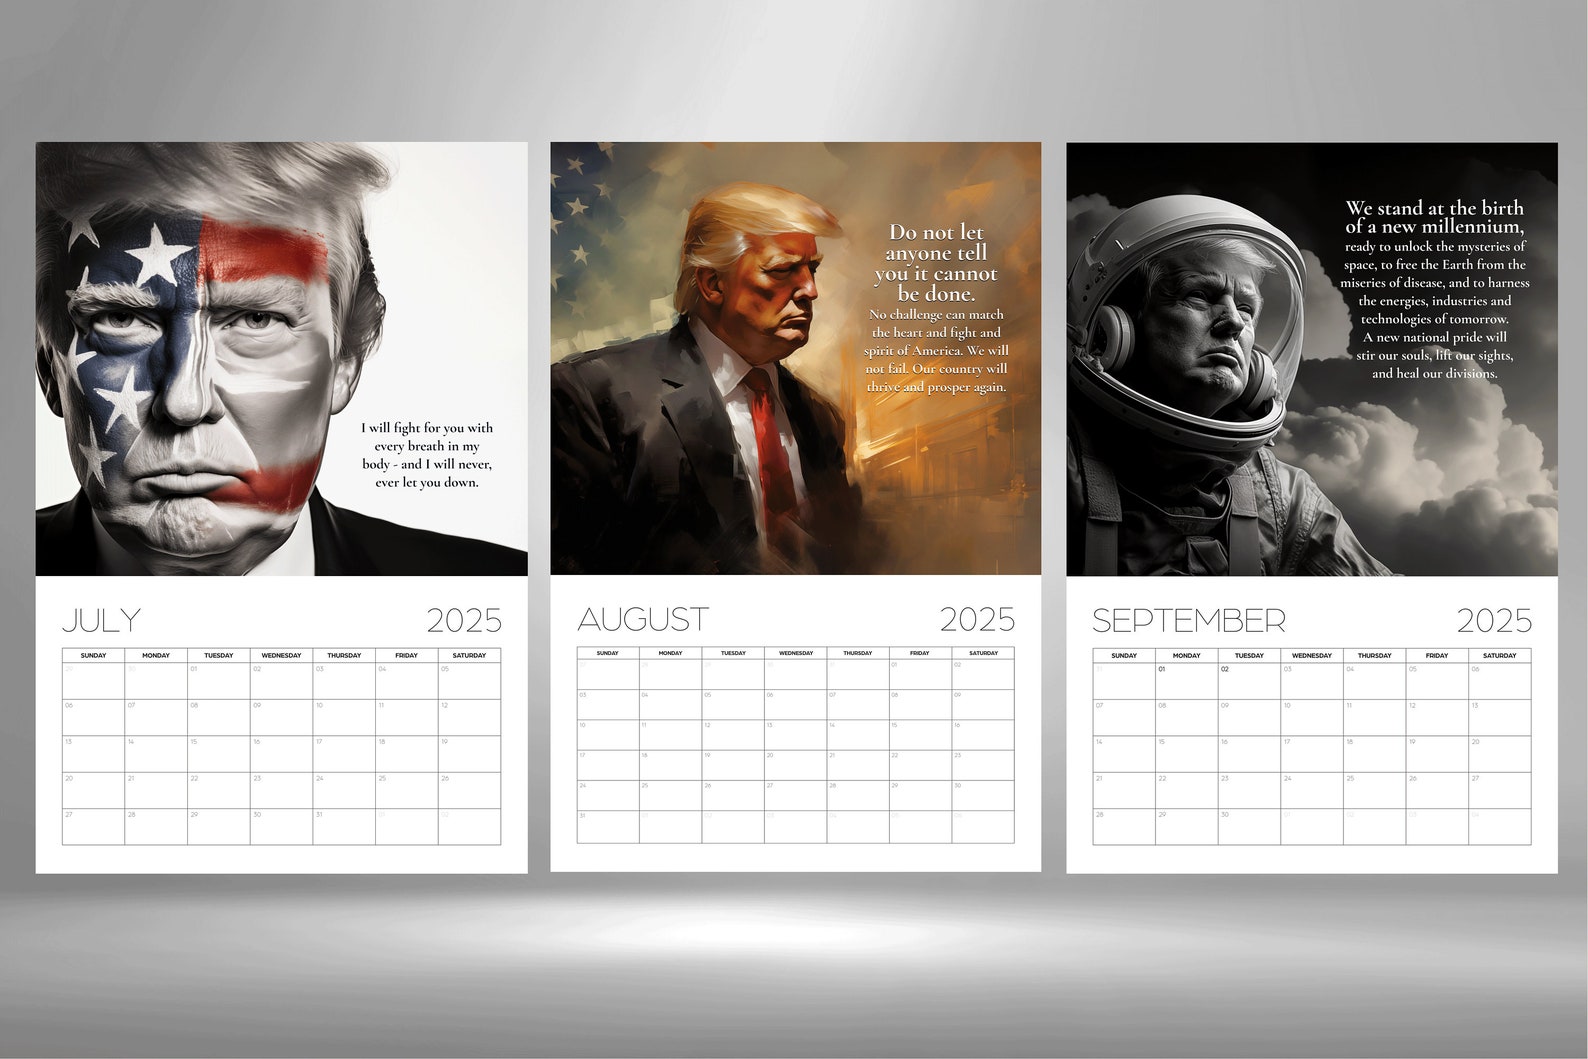 I will fight for you with
every breath in my
body - and I will never,
ever let you down.
JULY 2025
SUNDAY MONDAY TUESDAY WEDNESDAY THURSDAY FRIDAY SATURDAY
29 30 01 02 03 04 05
06 07 08 09 10 11 12
13 14 15 16 17 18 19
20 21 22 23 24 25 26
27 28 29 30 31 01 02
Do not let
anyone tell
you it cannot
be done.
No challenge can match
the heart and fight and
spirit of America. We will
not fail. Our country will
thrive and prosper again.
AUGUST 2025
SUNDAY MONDAY TUESDAY WEDNESDAY THURSDAY FRIDAY SATURDAY
01 02
03 04 05 06 07 08 09
10 11 12 13 14 15 16
17 18 19 20 21 22 23
24 25 26 27 28 29 30
31 01 02 03 04 05 06
We stand at the birth
of a new millennium,
ready to unlock the mysteries of
space, to free the Earth from the
miseries of disease, and to harness
the energies, industries and
technologies of tomorrow.
A new national pride will
stir our souls, lift our sights,
and heal our divisions.
SEPTEMBER 2025
SUNDAY MONDAY TUESDAY WEDNESDAY THURSDAY FRIDAY SATURDAY
31 01 02 03 04 05 06
07 08 09 10 11 12 13
14 15 16 17 18 19 20
21 22 23 24 25 26 27
28 29 30 01 02 03 04